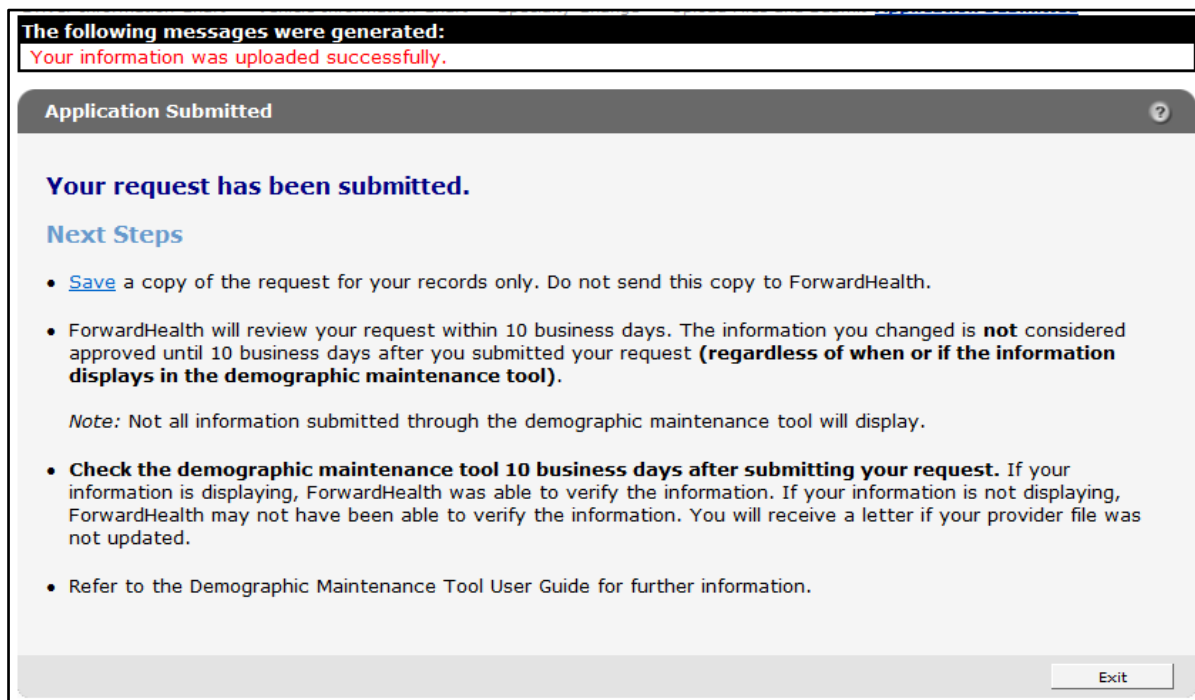 Application Submitted
The following messages were generated:
Your information was uploaded successfully.
Application Submitted
?
Your request has been submitted.
Next Steps
• Save a copy of the request for your records only. Do not send this copy to ForwardHealth.
• ForwardHealth will review your request within 10 business days. The information you changed is not considered
approved until 10 business days after you submitted your request (regardless of when or if the information
displays in the demographic maintenance tool).
Note: Not all information submitted through the demographic maintenance tool will display.
• Check the demographic maintenance tool 10 business days after submitting your request. If your
information is displaying, ForwardHealth was able to verify the information. If your information is not displaying,
ForwardHealth may not have been able to verify the information. You will receive a letter if your provider file was
not updated.
• Refer to the Demographic Maintenance Tool User Guide for further information.
Exit